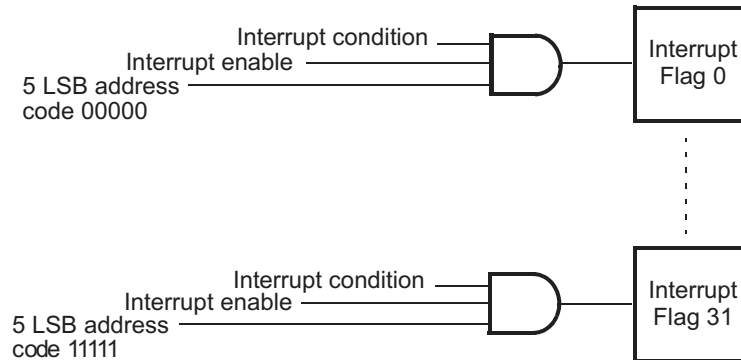 Interrupt condition
Interrupt enable
5 LSB address
code 00000
Interrupt
Flag 0
Interrupt condition
Interrupt enable
5 LSB address
code 11111
Interrupt
Flag 31